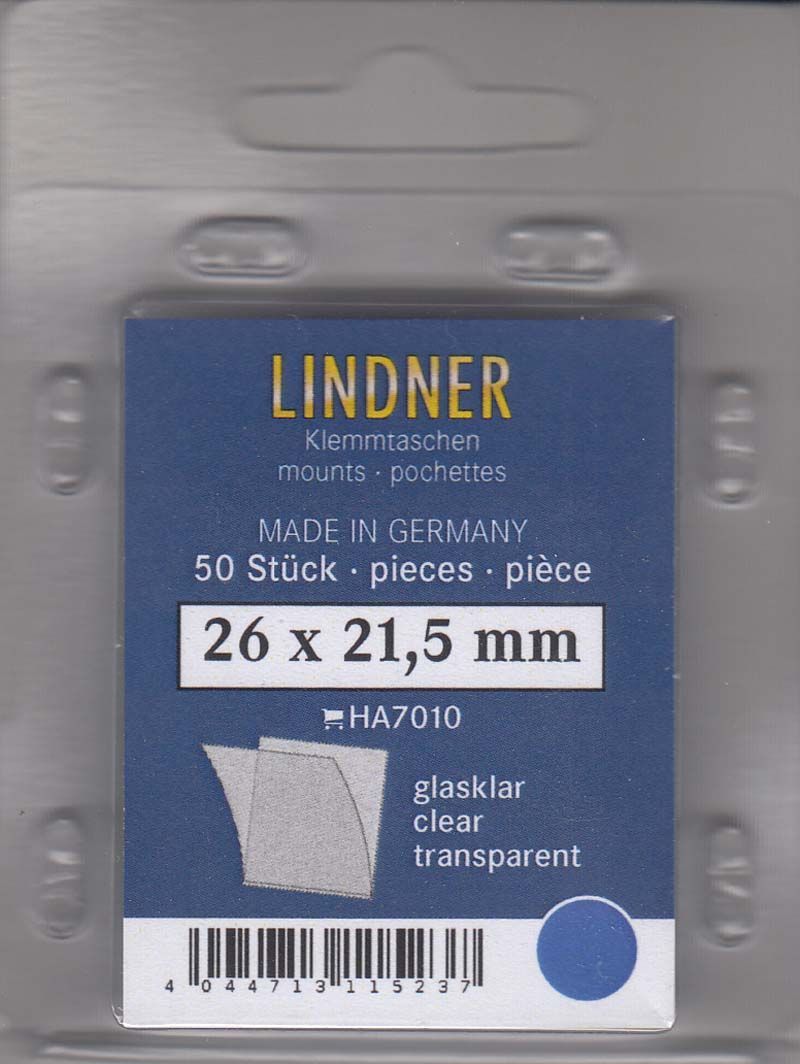 LINDNER
Klemmtaschen
mounts · pochettes
MADE IN GERMANY
50 Stück · pieces · pièce
26 x 21,5 mm
HA7010
glasklar
clear
transparent
4 044713 115237